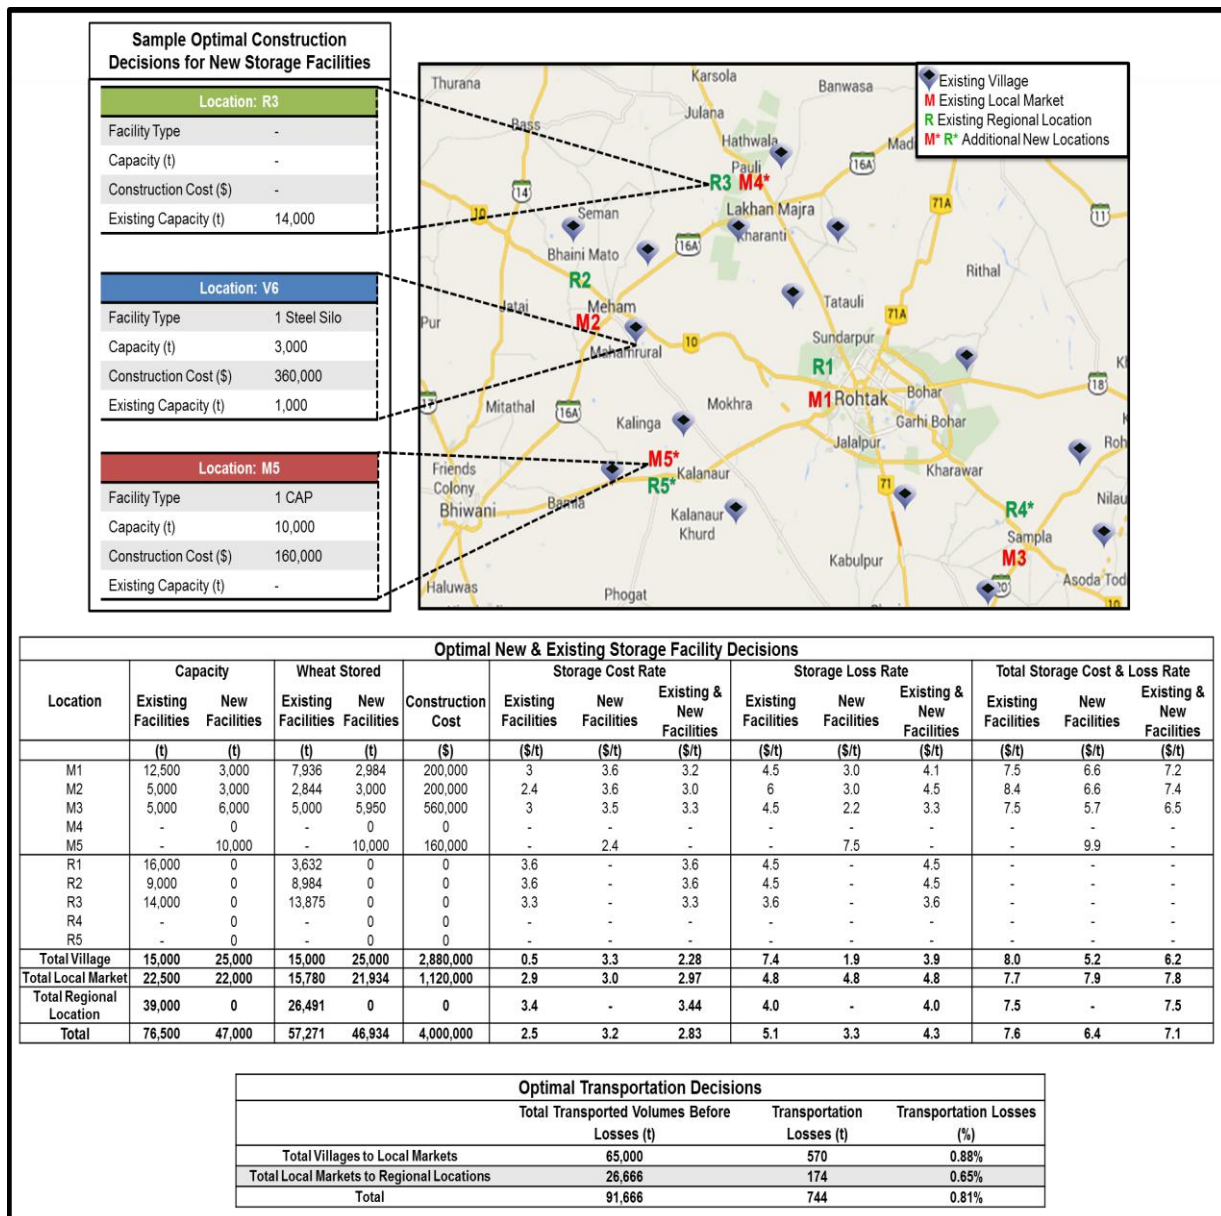 Sample Optimal Construction
Decisions for New Storage Facilities
Location: R3
Facility Type -
Capacity (t) -
Construction Cost ($) -
Existing Capacity (t) 14,000
Location: V6
Facility Type 1 Steel Silo
Capacity (t) 3,000
Construction Cost ($) 360,000
Existing Capacity (t) 1,000
Location: M5
Facility Type 1 CAP
Capacity (t) 10,000
Construction Cost ($) 160,000
Existing Capacity (t) -
Existing Village
M Existing Local Market
R Existing Regional Location
M* R* Additional New Locations
Thurana
Karsola
Banwasa
Julana
Bass
Hathwala
Pauli
16A
14
R3 M4*
10
Seman
Lakhan Majra
71A
11
Kharanti
16A
Bhaini Mato
Rithal
R2
Jatai
Meham
Tatauli
71A
Pur
M2
Mahamrural
10
Sundarpur
R1
18
Mitathal
16A
Mokhra
M1 Rohtak
Bohar
Kalinga
Garhi Bohar
Jalalpur
Roh
M5*
Friends
Colony
Kalanaur
Kharawar
R5*
71
Nilau
Bhiwani
Bamla
Kalanaur
Khurd
R4*
Sampla
Kabulpur
M3
Haluwas
Phogat
20
Asoda Tod
10
Optimal New & Existing Storage Facility Decisions
Capacity Wheat Stored Storage Cost Rate Storage Loss Rate Total Storage Cost & Loss Rate
Location Existing Facilities New Facilities Existing Facilities New Facilities Construction Cost Existing Facilities New Facilities Existing & New Facilities Existing Facilities New Facilities Existing & New Facilities Existing Facilities New Facilities Existing & New Facilities
(t) (t) (t) (t) ($) ($/t) ($/t) ($/t) ($/t) ($/t) ($/t) ($/t) ($/t) ($/t)
M1 12,500 3,000 7,936 2,984 200,000 3 3.6 3.2 4.5 3.0 4.1 7.5 6.6 7.2
M2 5,000 3,000 2,844 3,000 200,000 2.4 3.6 3.0 6 3.0 4.5 8.4 6.6 7.4
M3 5,000 6,000 5,000 5,950 560,000 3 3.5 3.3 4.5 2.2 3.3 7.5 5.7 6.5
M4 - 0 - 0 0 - - - - - - - - -
M5 - 10,000 - 10,000 160,000 - 2.4 - - 7.5 - - 9.9 -
R1 16,000 0 3,632 0 0 3.6 - 3.6 4.5 - 4.5 - - -
R2 9,000 0 8,984 0 0 3.6 - 3.6 4.5 - 4.5 - - -
R3 14,000 0 13,875 0 0 3.3 - 3.3 3.6 - 3.6 - - -
R4 - 0 - 0 0 - - - - - - - - -
R5 - 0 - 0 0 - - - - - - - - -
Total Village 15,000 25,000 15,000 25,000 2,880,000 0.5 3.3 2.28 7.4 1.9 3.9 8.0 5.2 6.2
Total Local Market 22,500 22,000 15,780 21,934 1,120,000 2.9 3.0 2.97 4.8 4.8 4.8 7.7 7.9 7.8
Total Regional Location 39,000 0 26,491 0 0 3.4 - 3.44 4.0 - 4.0 7.5 - 7.5
Total 76,500 47,000 57,271 46,934 4,000,000 2.5 3.2 2.83 5.1 3.3 4.3 7.6 6.4 7.1
Optimal Transportation Decisions
Total Transported Volumes Before Losses (t) Transportation Losses (t) Transportation Losses (%)
Total Villages to Local Markets 65,000 570 0.88%
Total Local Markets to Regional Locations 26,666 174 0.65%
Total 91,666 744 0.81%